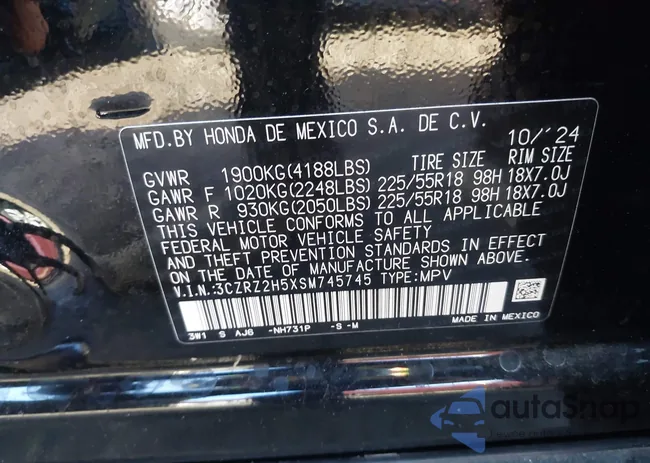 MFD.BY HONDA DE MEXICO S.A. DE C.V.
10/'24
GVWR 1900KG(4188LBS) TIRE SIZE RIM SIZE
GAWR F 1020KG(2248LBS) 225/55R18 98H 18X7.0J
GAWR R 930KG(2050LBS) 225/55R18 98H 18X7.0J
THIS VEHICLE CONFORMS TO ALL APPLICABLE
FEDERAL MOTOR VEHICLE SAFETY
AND THEFT PREVENTION STANDARDS IN EFFECT
ON THE DATE OF MANUFACTURE SHOWN ABOVE.
V.I.N.:3CZRZ2H5XSM745745 TYPE:MPV
3W1 S AJ6 -NH731P -S -M MADE IN MEXICO
autaSnap